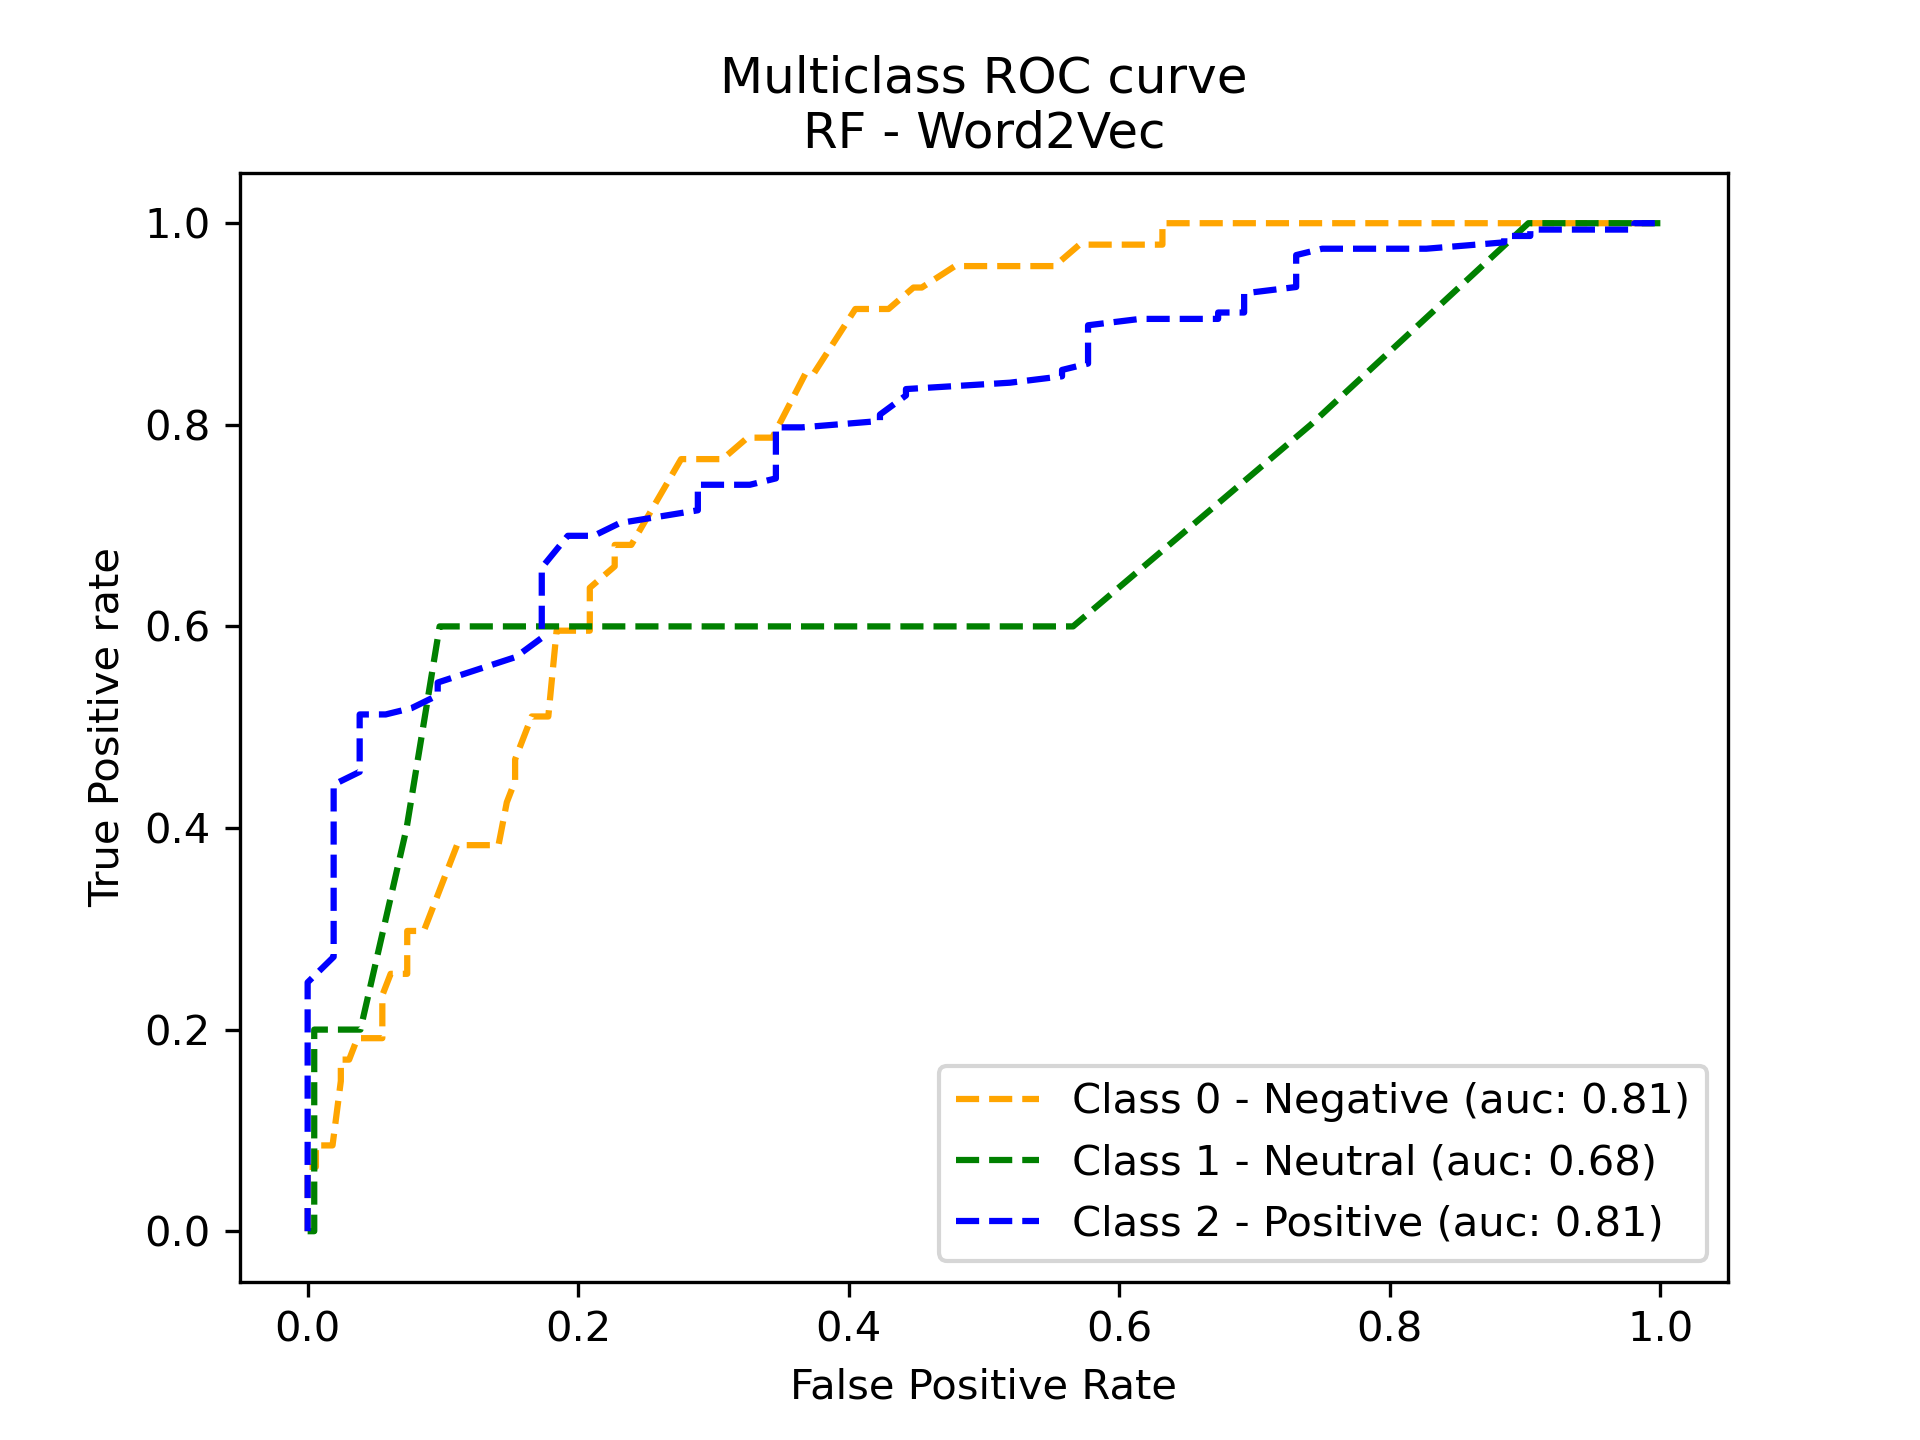 Multiclass ROC curve
RF - Word2Vec
True Positive rate
1.0
0.8
0.6
0.4
0.2
0.0
Class 0 - Negative (auc: 0.81)
Class 1 - Neutral (auc: 0.68)
Class 2 - Positive (auc: 0.81)
0.0 0.2 0.4 0.6 0.8 1.0
False Positive Rate